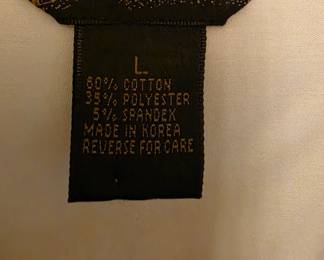 L
60% COTTON
35% POLYESTER
5% SPANDEX
MADE IN KOREA
REVERSE FOR CARE